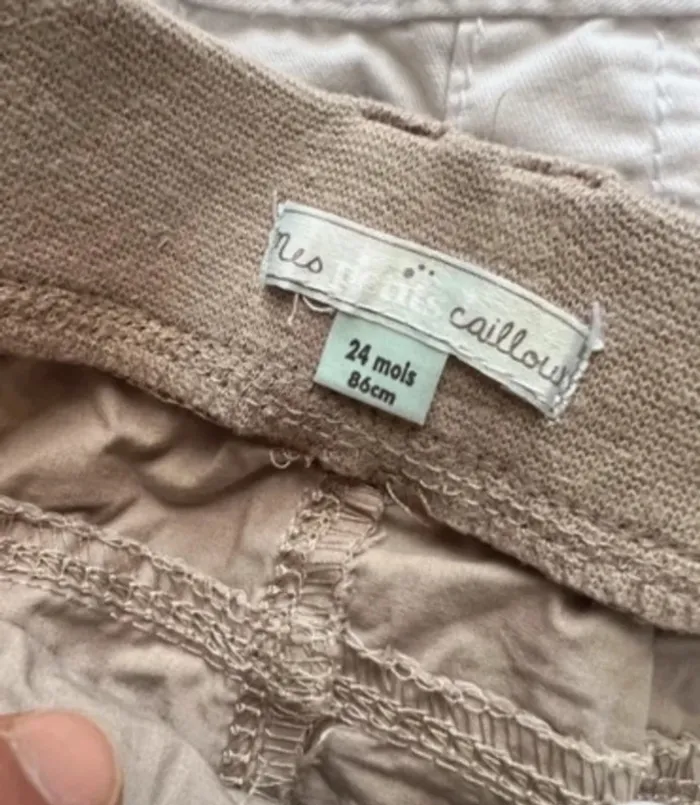 mes petits cailloux
24 mois
86cm